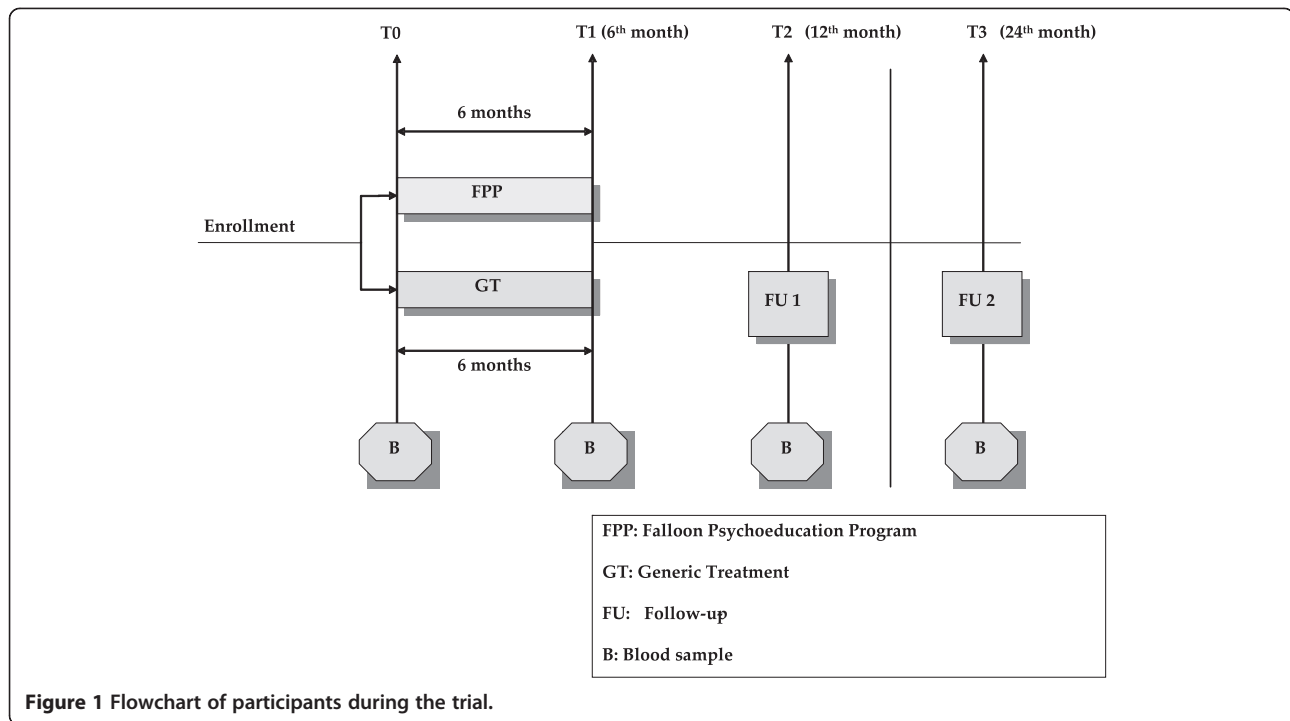 T0 T1 (6th month) T2 (12th month) T3 (24th month)
6 months
FPP
Enrollment
GT
FU 1 FU 2
6 months
B B B B
FPP: Falloon Psychoeducation Program
GT: Generic Treatment
FU: Follow-up
B: Blood sample
Figure 1 Flowchart of participants during the trial.